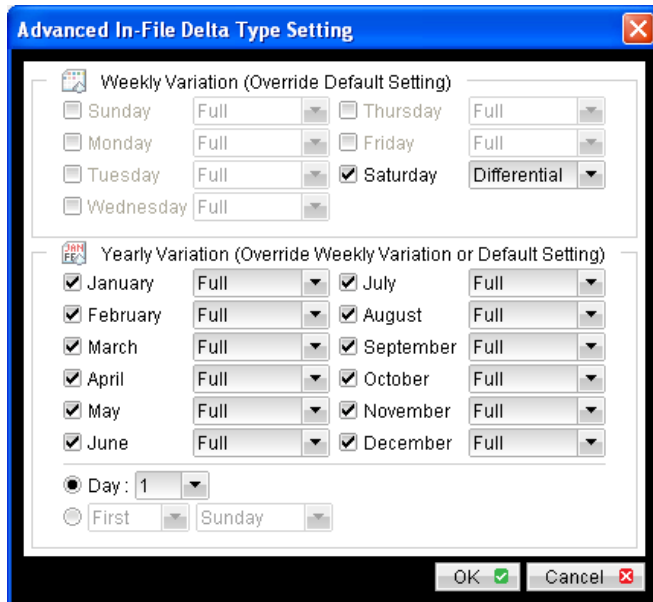 Advanced In-File Delta Type Setting
Weekly Variation (Override Default Setting)
Sunday Full Thursday Full
Monday Full Friday Full
Tuesday Full Saturday Differential
Wednesday Full
JAN
FE
Yearly Variation (Override Weekly Variation or Default Setting)
January Full July Full
February Full August Full
March Full September Full
April Full October Full
May Full November Full
June Full December Full
Day : 1
First Sunday
OK Cancel